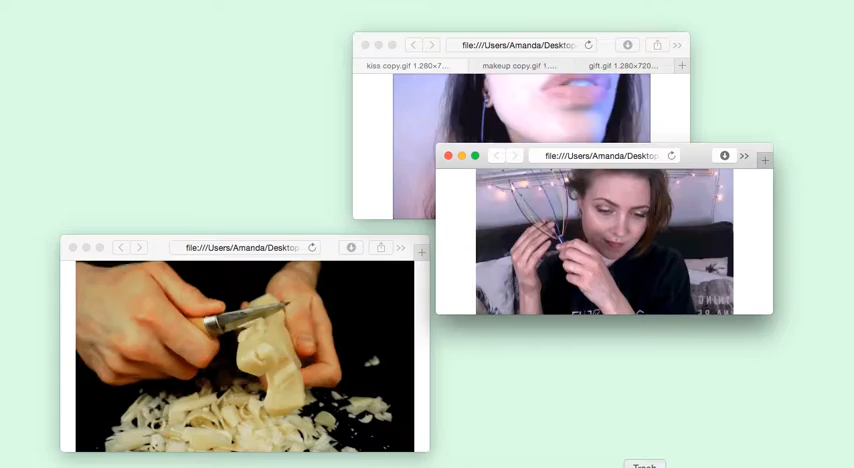 file:///Users/Amanda/Desktop
kiss copy.gif 1.280×7... makeup copy.gif 1.... gift.gif 1.280×720...
file:///Users/Amanda/Desktop
file:///Users/Amanda/Desktop
Trash